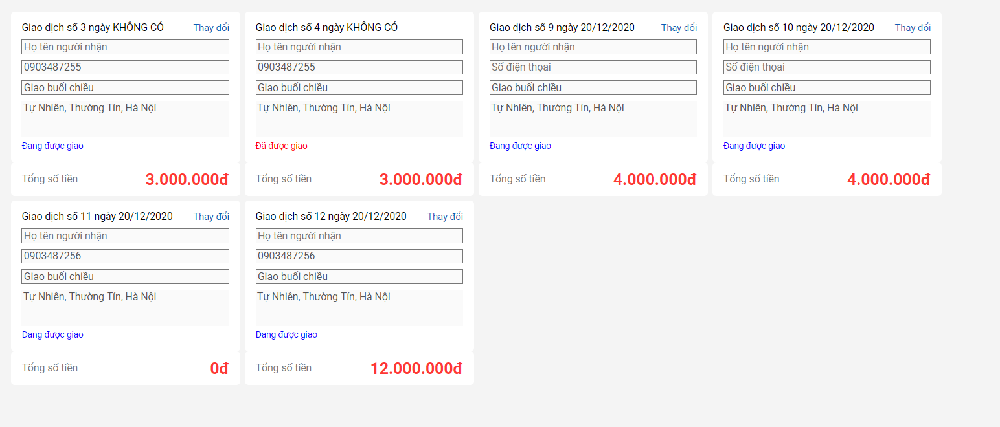 Giao dịch số 3 ngày KHÔNG CÓ Thay đổi
Họ tên người nhận
0903487255
Giao buổi chiều
Tự Nhiên, Thường Tín, Hà Nội
Đang được giao
Tổng số tiền 3.000.000đ
Giao dịch số 4 ngày KHÔNG CÓ
Họ tên người nhận
0903487255
Giao buổi chiều
Tự Nhiên, Thường Tín, Hà Nội
Đã được giao
Tổng số tiền 3.000.000đ
Giao dịch số 9 ngày 20/12/2020 Thay đổi
Họ tên người nhận
Số điện thọai
Giao buổi chiều
Tự Nhiên, Thường Tín, Hà Nội
Đang được giao
Tổng số tiền 4.000.000đ
Giao dịch số 10 ngày 20/12/2020 Thay đổi
Họ tên người nhận
Số điện thọai
Giao buổi chiều
Tự Nhiên, Thường Tín, Hà Nội
Đang được giao
Tổng số tiền 4.000.000đ
Giao dịch số 11 ngày 20/12/2020 Thay đổi
Họ tên người nhận
0903487256
Giao buổi chiều
Tự Nhiên, Thường Tín, Hà Nội
Đang được giao
Tổng số tiền 0đ
Giao dịch số 12 ngày 20/12/2020 Thay đổi
Họ tên người nhận
0903487256
Giao buổi chiều
Tự Nhiên, Thường Tín, Hà Nội
Đang được giao
Tổng số tiền 12.000.000đ